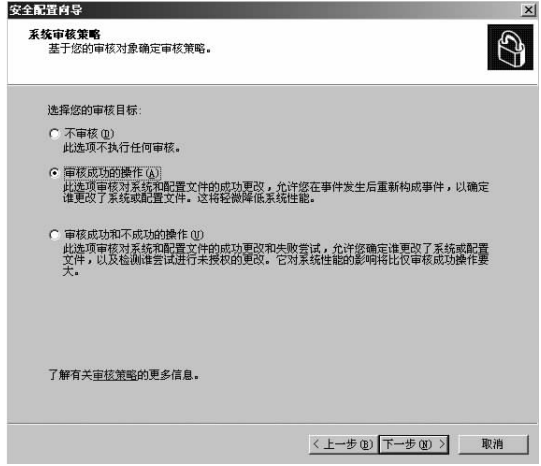 安全配置向导
系统审核策略
基于您的审核对象确定审核策略。
选择您的审核目标:
不审核(D)
此选项不执行任何审核。
审核成功的操作(A)
此选项审核对系统和配置文件的成功更改，允许您在事件发生后重新构成事件，以确定
谁更改了系统或配置文件。这将轻微降低系统性能。
审核成功和不成功的操作(U)
此选项审核对系统和配置文件的成功更改和失败尝试，允许您确定谁更改了系统或配置
文件，以及检测谁尝试进行未授权的更改。它对系统性能的影响将比仅审核成功操作要
大。
了解有关审核策略的更多信息。
< 上一步(B) 下一步(N) > 取消